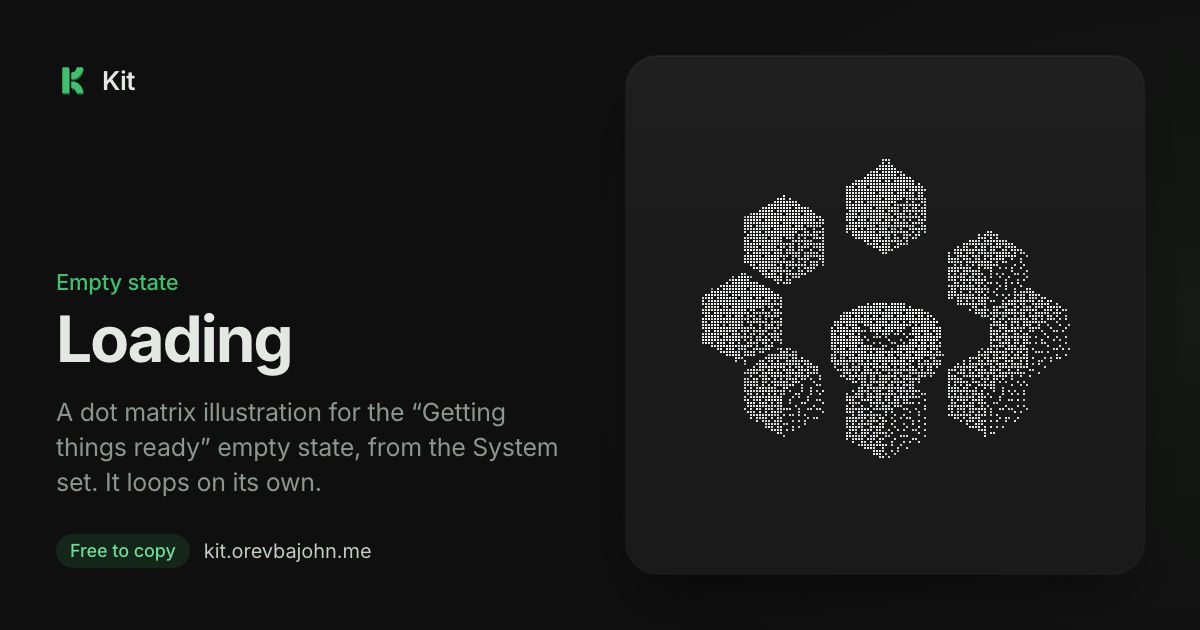 Kit
Empty state
Loading
A dot matrix illustration for the “Getting
things ready” empty state, from the System
set. It loops on its own.
Free to copy
kit.orevbajohn.me